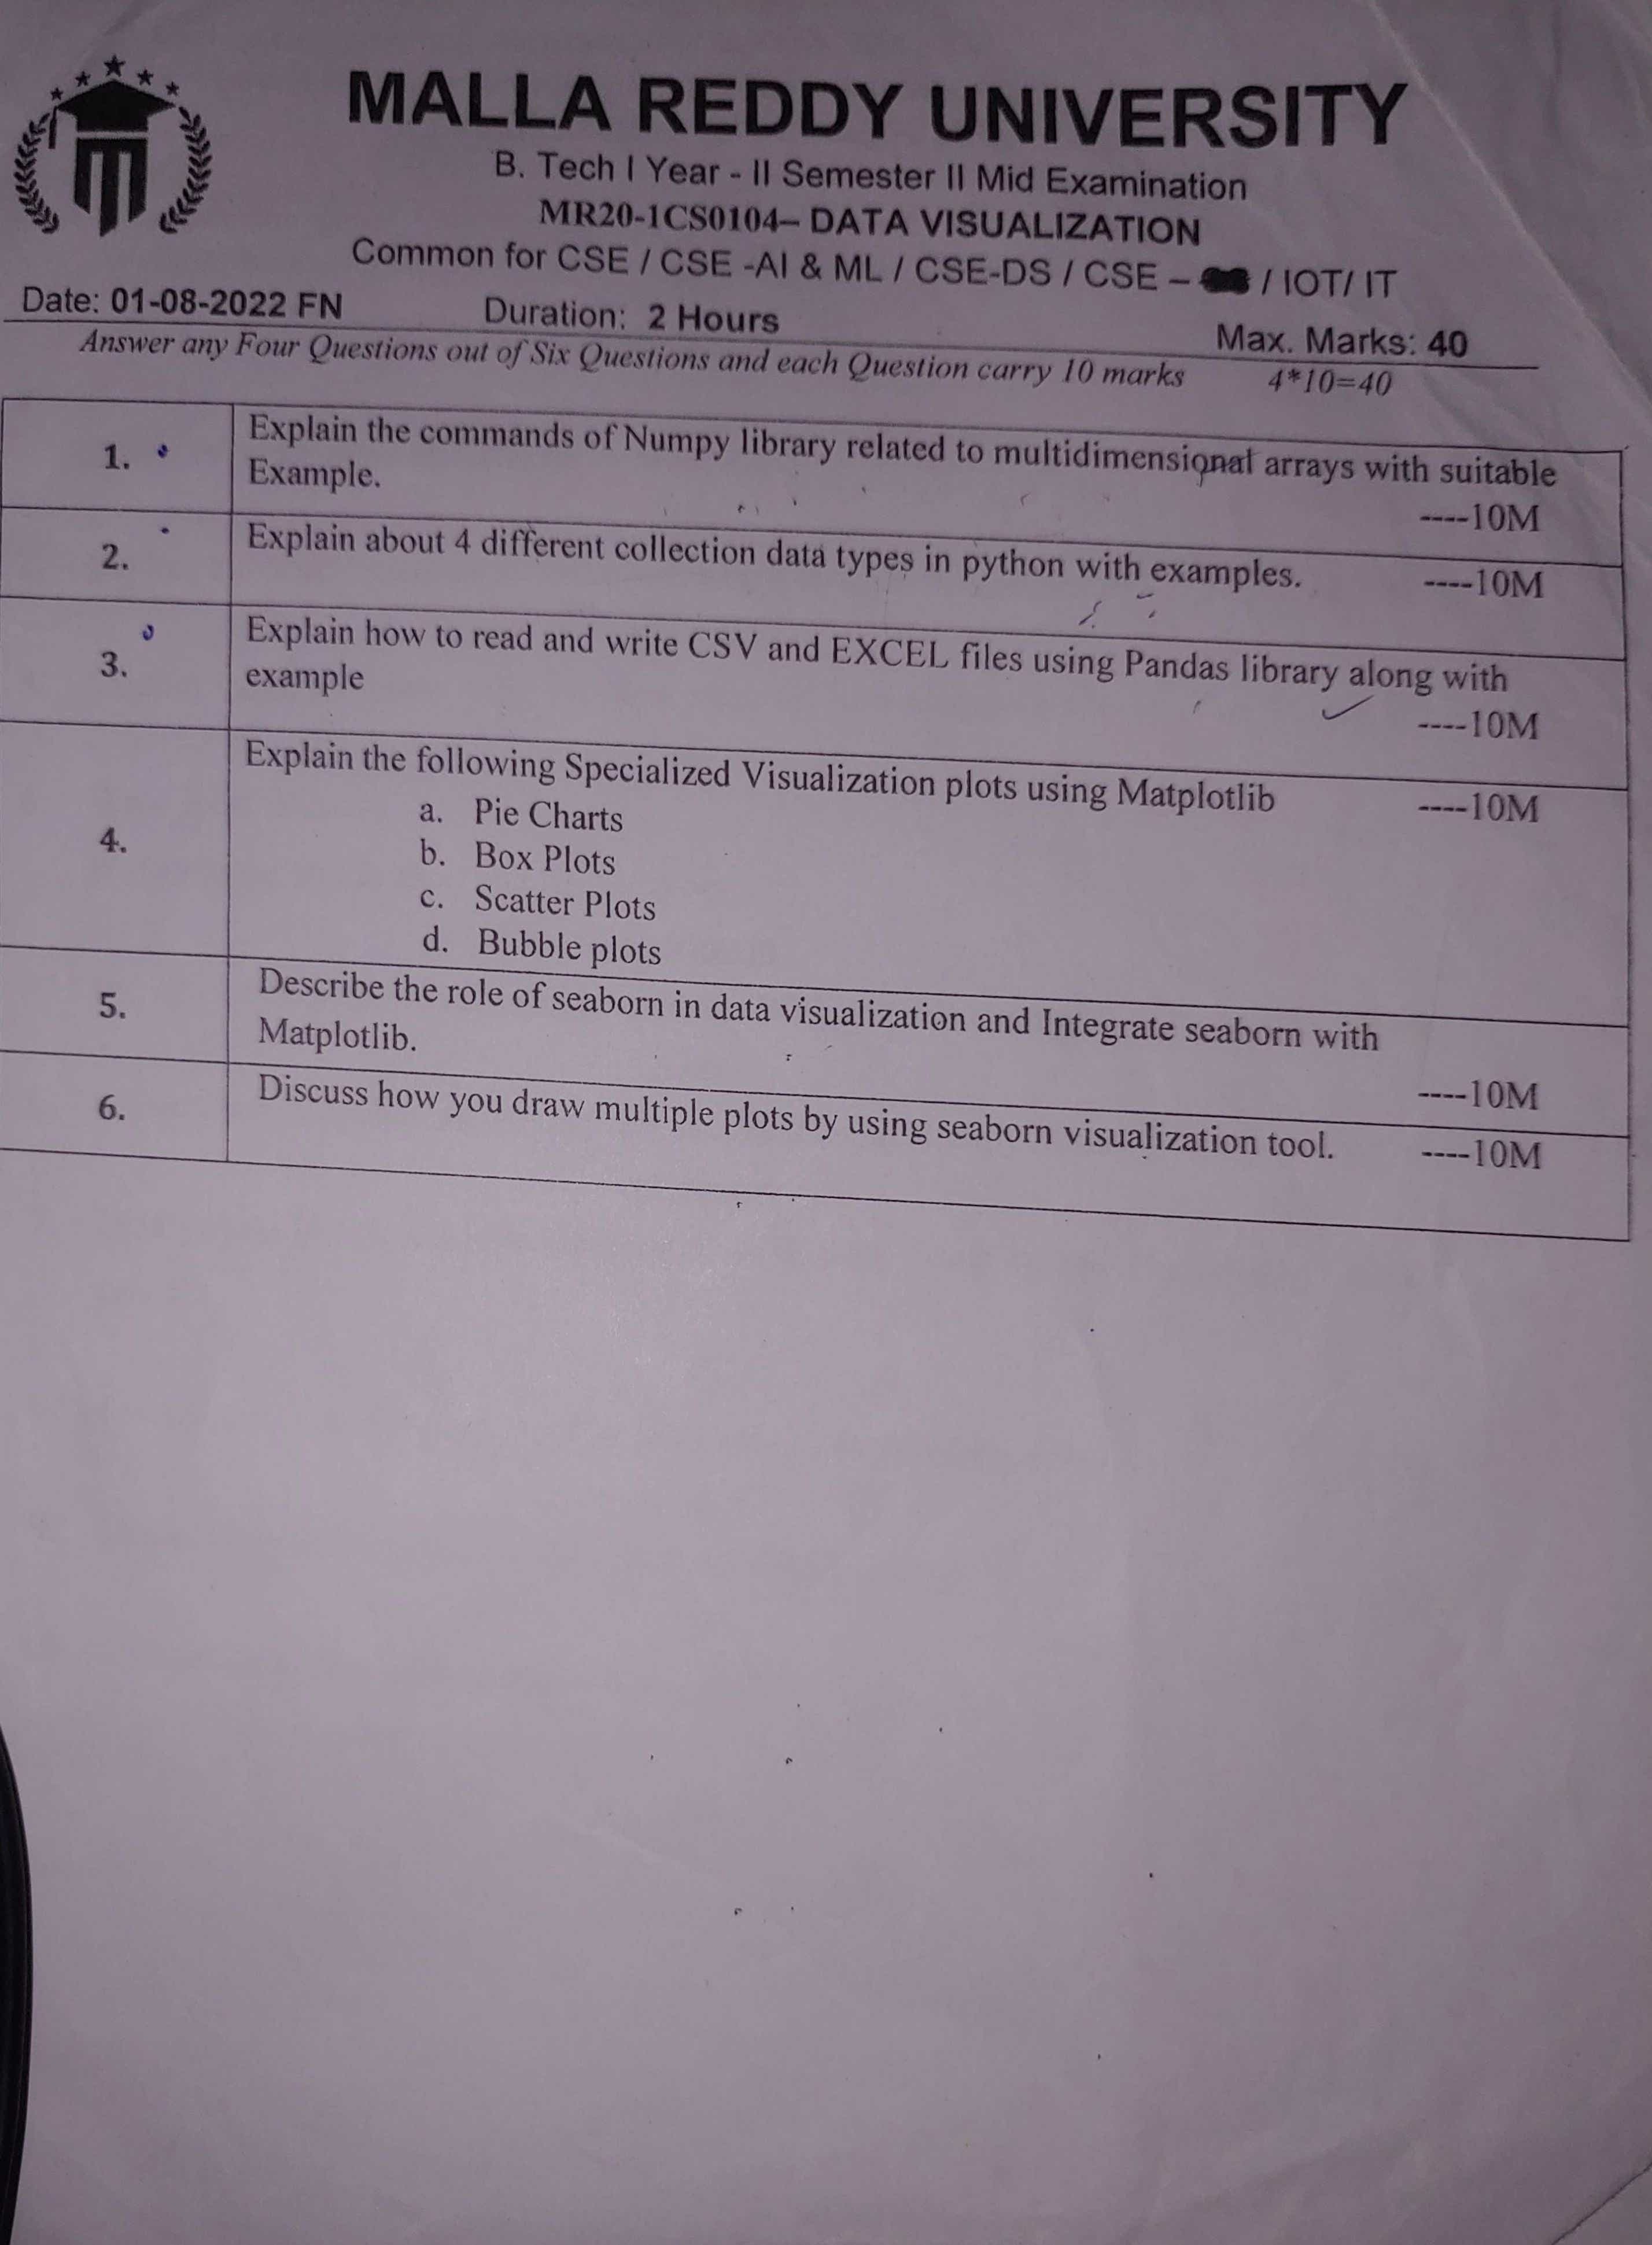 MALLA REDDY UNIVERSITY
B. Tech I Year - II Semester II Mid Examination
MR20-1CS0104– DATA VISUALIZATION
Common for CSE / CSE -AI & ML / CSE-DS / CSE – / IOT/ IT
Date: 01-08-2022 FN Duration: 2 Hours Max. Marks: 40
Answer any Four Questions out of Six Questions and each Question carry 10 marks 4*10=40
1. Explain the commands of Numpy library related to multidimensional arrays with suitable
Example.
----10M
2. Explain about 4 different collection data types in python with examples. ----10M
3. Explain how to read and write CSV and EXCEL files using Pandas library along with
example
----10M
4. Explain the following Specialized Visualization plots using Matplotlib ----10M
a. Pie Charts
b. Box Plots
c. Scatter Plots
d. Bubble plots
5. Describe the role of seaborn in data visualization and Integrate seaborn with
Matplotlib.
----10M
6. Discuss how you draw multiple plots by using seaborn visualization tool. ----10M